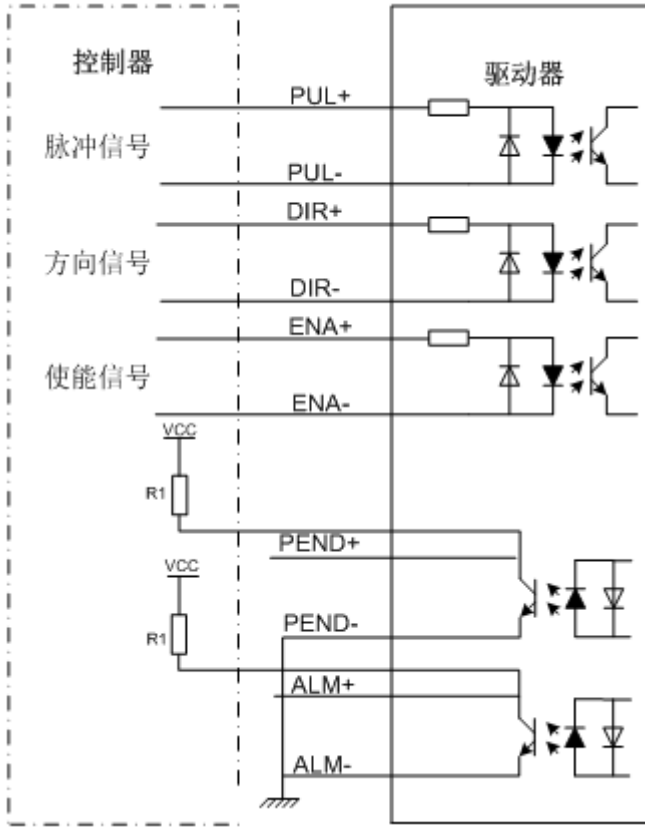 控制器
驱动器
PUL+
脉冲信号
PUL-
DIR+
方向信号
DIR-
ENA+
使能信号
ENA-
VCC
R1
PEND+
VCC
PEND-
R1
ALM+
ALM-